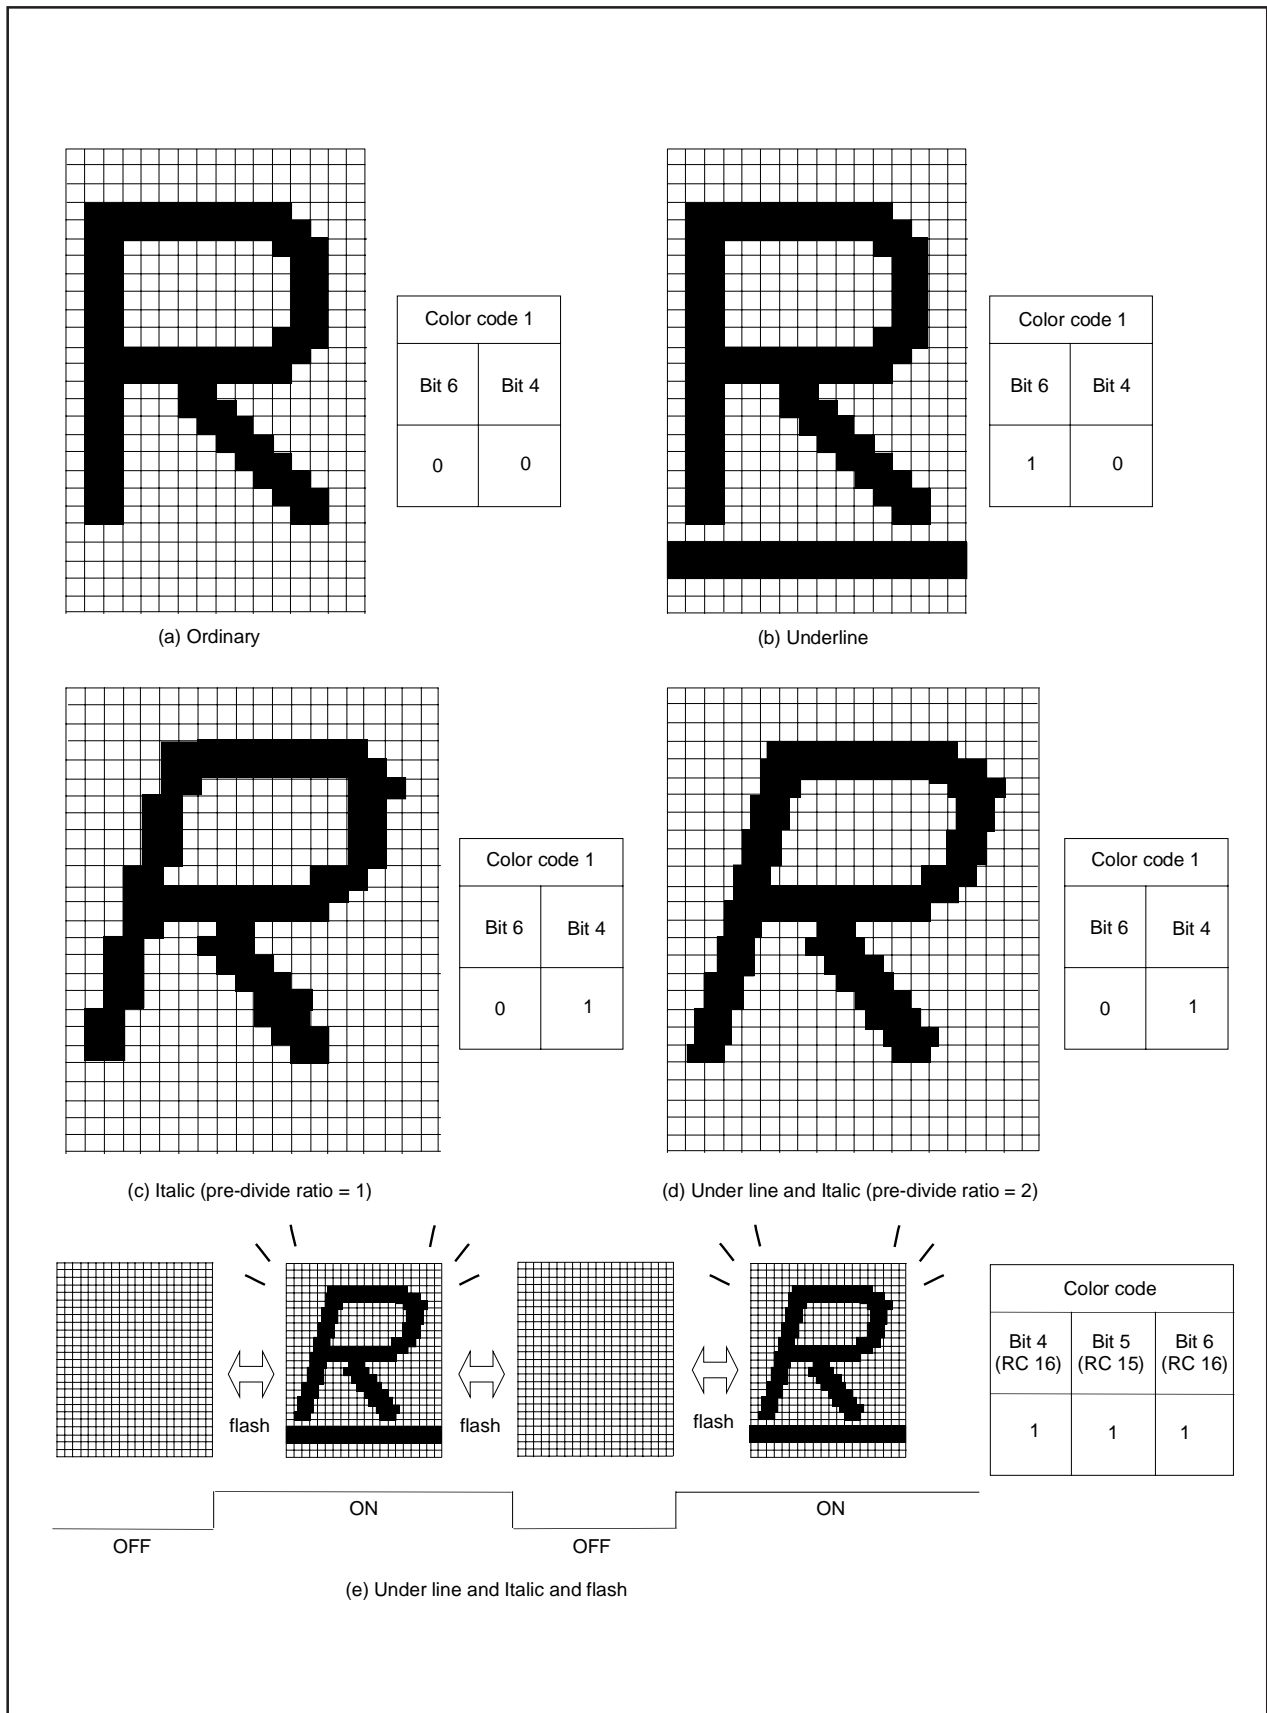 Color code 1
Bit 6 Bit 4
0 0
(a) Ordinary
Color code 1
Bit 6 Bit 4
1 0
(b) Underline
Color code 1
Bit 6 Bit 4
0 1
(c) Italic (pre-divide ratio = 1)
Color code 1
Bit 6 Bit 4
0 1
(d) Under line and Italic (pre-divide ratio = 2)
flash flash flash
Color code
Bit 4 Bit 5 Bit 6
(RC 16) (RC 15) (RC 16)
1 1 1
ON ON
OFF OFF
(e) Under line and Italic and flash